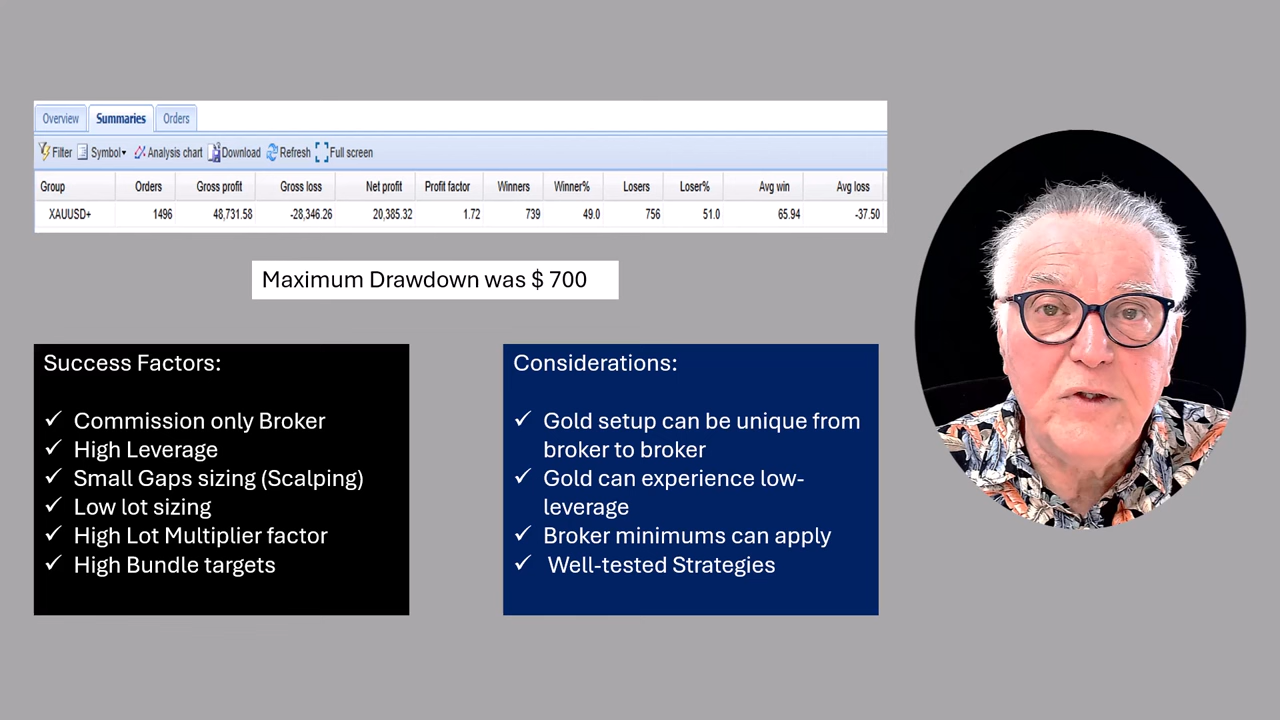 Overview Summaries Orders
Filter Symbol Analysis chart Download Refresh Full screen
Group Orders Gross profit Gross loss Net profit Profit factor Winners Winner% Losers Loser% Avg win Avg loss
XAUUSD+ 1496 48,731.58 -28,346.26 20,385.32 1.72 739 49.0 756 51.0 65.94 -37.50
Maximum Drawdown was $ 700
Success Factors:
✓ Commission only Broker
✓ High Leverage
✓ Small Gaps sizing (Scalping)
✓ Low lot sizing
✓ High Lot Multiplier factor
✓ High Bundle targets
Considerations:
✓ Gold setup can be unique from
broker to broker
✓ Gold can experience low-
leverage
✓ Broker minimums can apply
✓ Well-tested Strategies